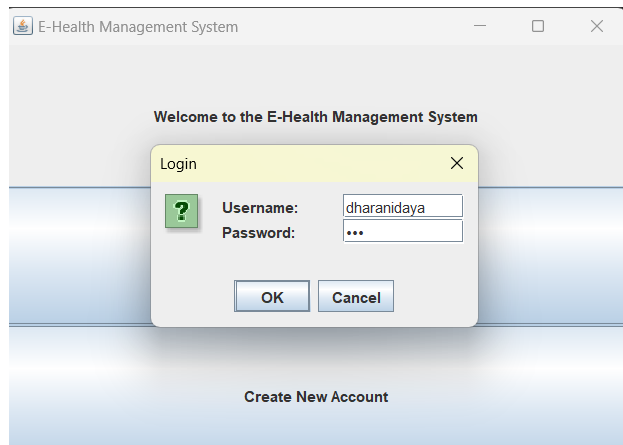 E-Health Management System
Welcome to the E-Health Management System
Login
?
Username: dharanidaya
Password: •••
OK Cancel
Create New Account